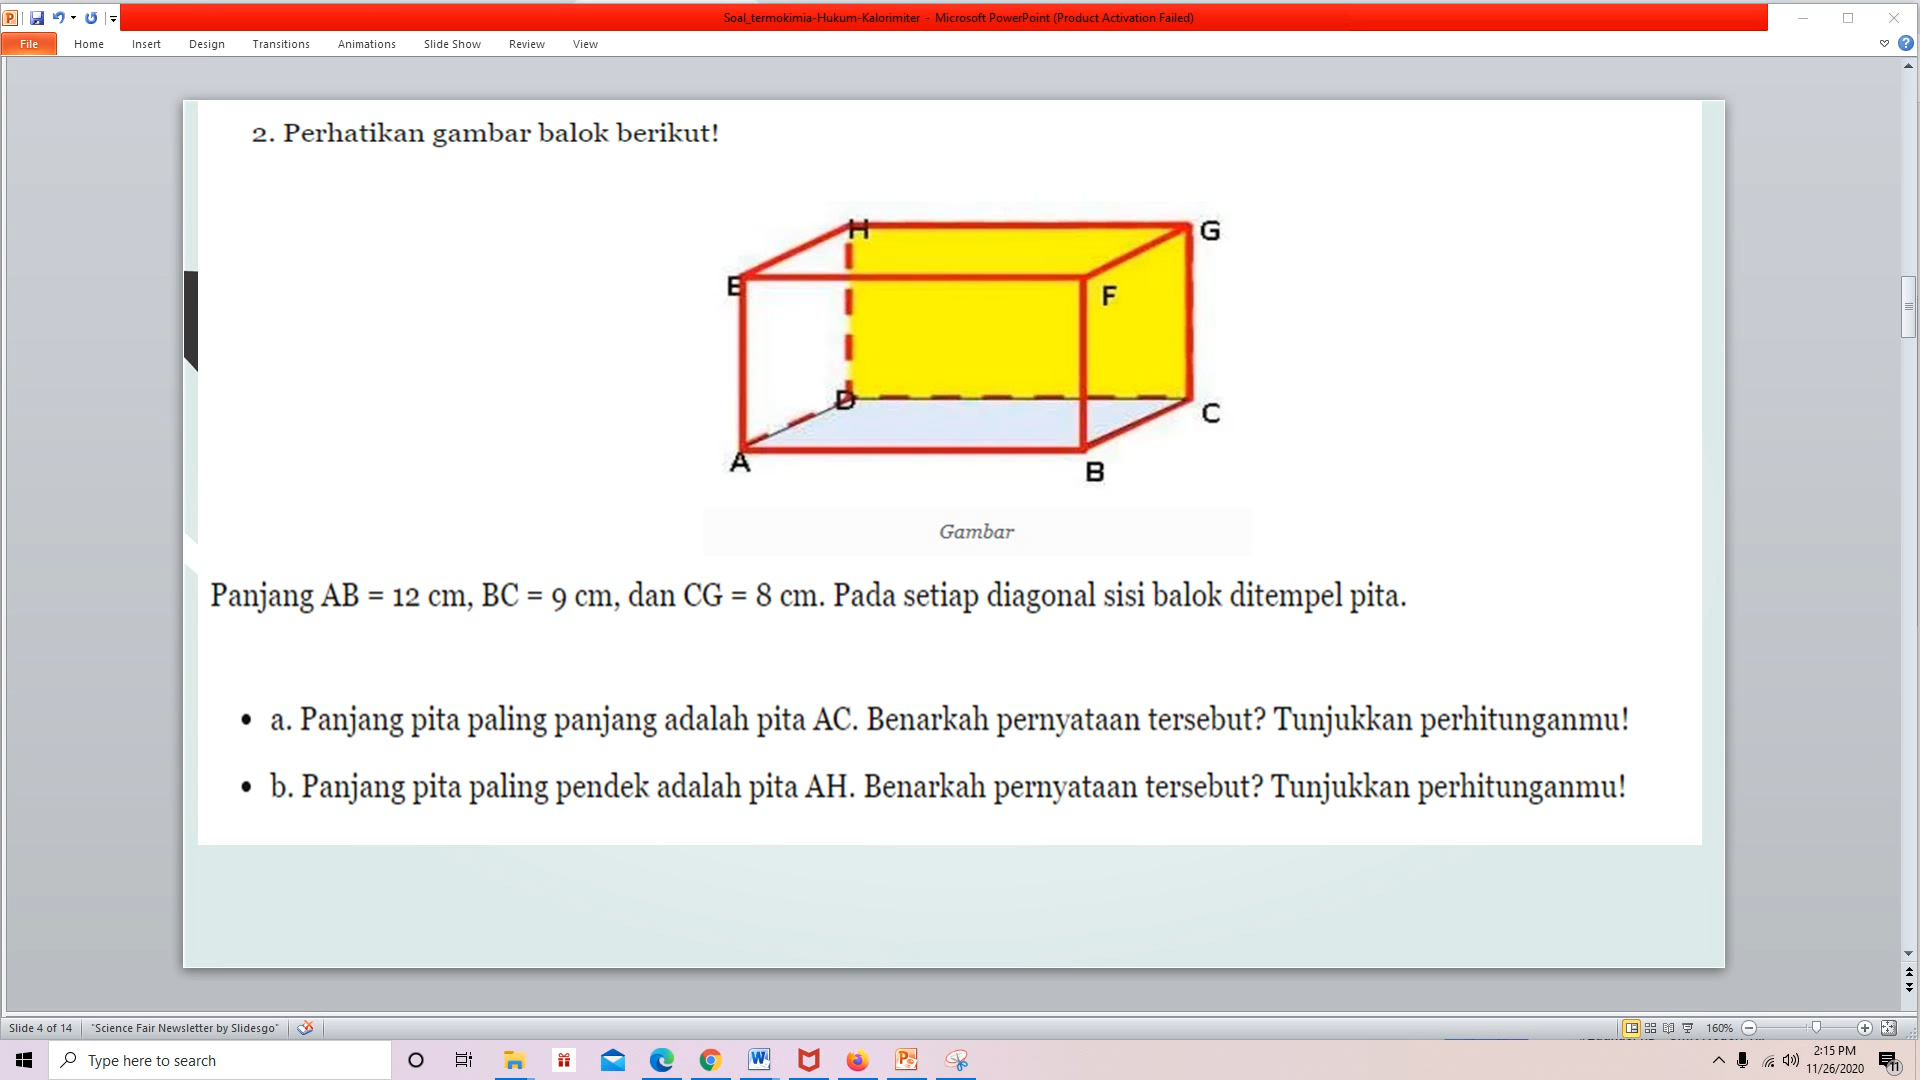 Soal_termokimia-Hukum-Kalorimiter - Microsoft PowerPoint (Product Activation Failed)
File Home Insert Design Transitions Animations Slide Show Review View
2. Perhatikan gambar balok berikut!
H
G
E
F
D
C
A
B
Gambar
Panjang AB = 12 cm, BC = 9 cm, dan CG = 8 cm. Pada setiap diagonal sisi balok ditempel pita.
• a. Panjang pita paling panjang adalah pita AC. Benarkah pernyataan tersebut? Tunjukkan perhitunganmu!
• b. Panjang pita paling pendek adalah pita AH. Benarkah pernyataan tersebut? Tunjukkan perhitunganmu!
Slide 4 of 14 "Science Fair Newsletter by Slidesgo" 160%
Type here to search
2:15 PM
11/26/2020
11